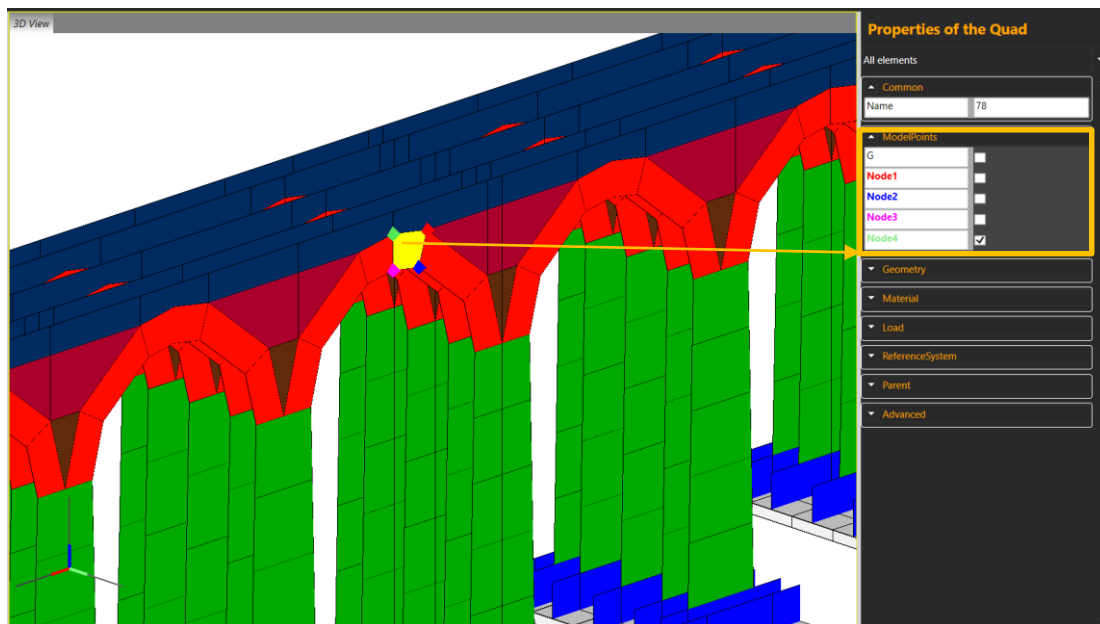 3D View
Properties of the Quad
All elements
Common
Name 78
ModelPoints
G
Node1
Node2
Node3
Node4
Geometry
Material
Load
ReferenceSystem
Parent
Advanced